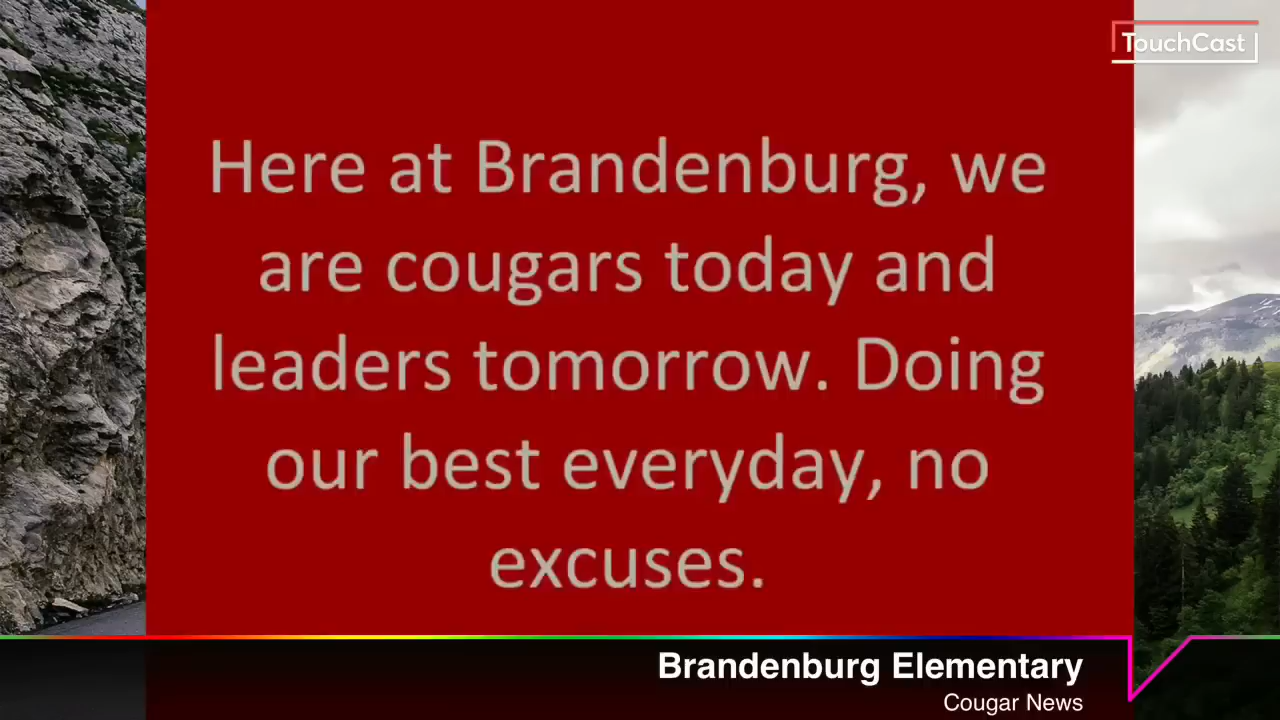 TouchCast
Here at Brandenburg, we
are cougars today and
leaders tomorrow. Doing
our best everyday, no
excuses.
Brandenburg Elementary
Cougar News